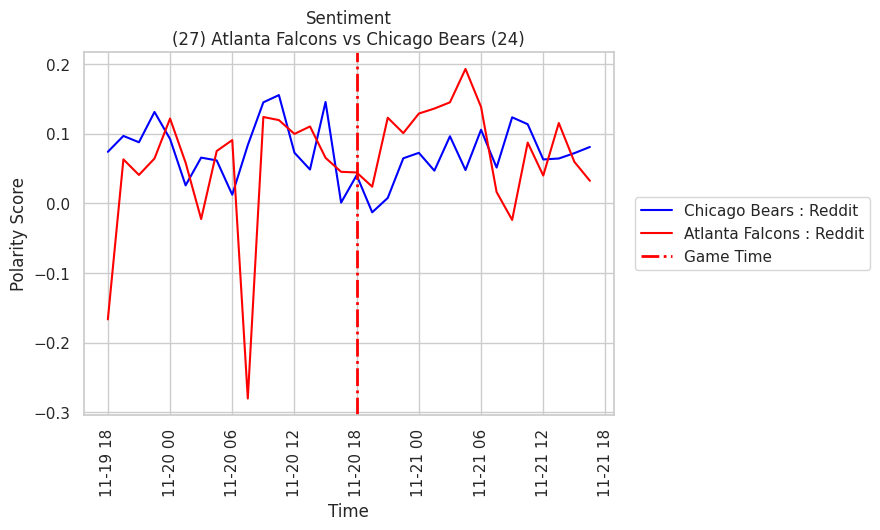 Sentiment
(27) Atlanta Falcons vs Chicago Bears (24)
0.2
0.1
0.0
−0.1
−0.2
−0.3
Polarity Score
11-19 18
11-20 00
11-20 06
11-20 12
11-20 18
11-21 00
11-21 06
11-21 12
11-21 18
Time
Chicago Bears : Reddit
Atlanta Falcons : Reddit
Game Time